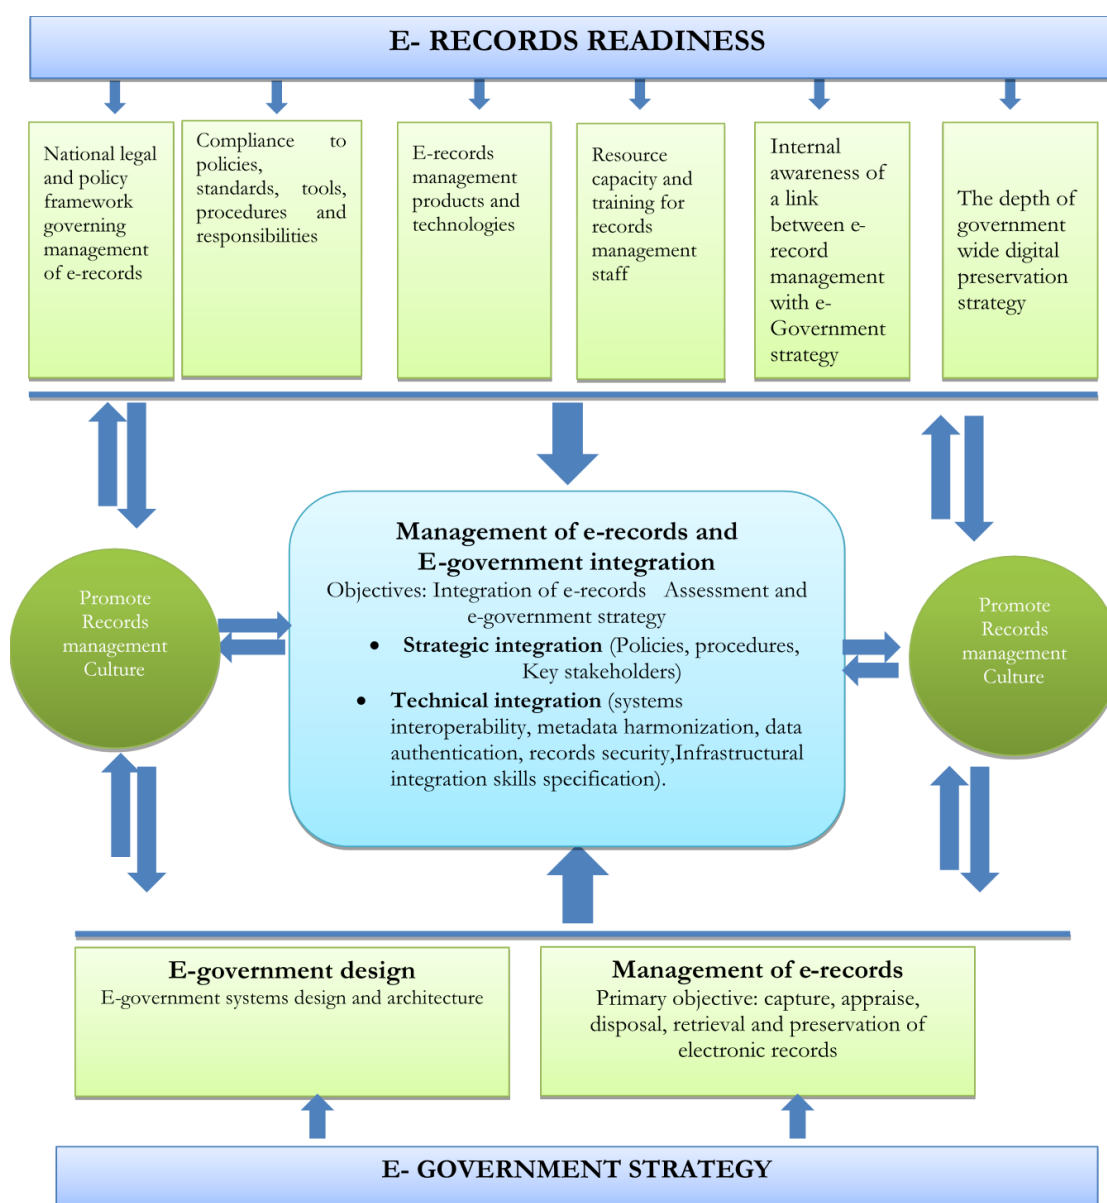 E- RECORDS READINESS
National legal
and policy
framework
governing
management
of e-records
Compliance to
policies,
standards, tools,
procedures and
responsibilities
E-records
management
products and
technologies
Resource
capacity and
training for
records
management
staff
Internal
awareness of
a link
between e-
record
management
with e-
Government
strategy
The depth of
government
wide digital
preservation
strategy
Promote
Records
management
Culture
Management of e-records and
E-government integration
Objectives: Integration of e-records Assessment and
e-government strategy
• Strategic integration (Policies, procedures,
Key stakeholders)
• Technical integration (systems
interoperability, metadata harmonization, data
authentication, records security,Infrastructural
integration skills specification).
Promote
Records
management
Culture
E-government design
E-government systems design and architecture
Management of e-records
Primary objective: capture, appraise,
disposal, retrieval and preservation of
electronic records
E- GOVERNMENT STRATEGY